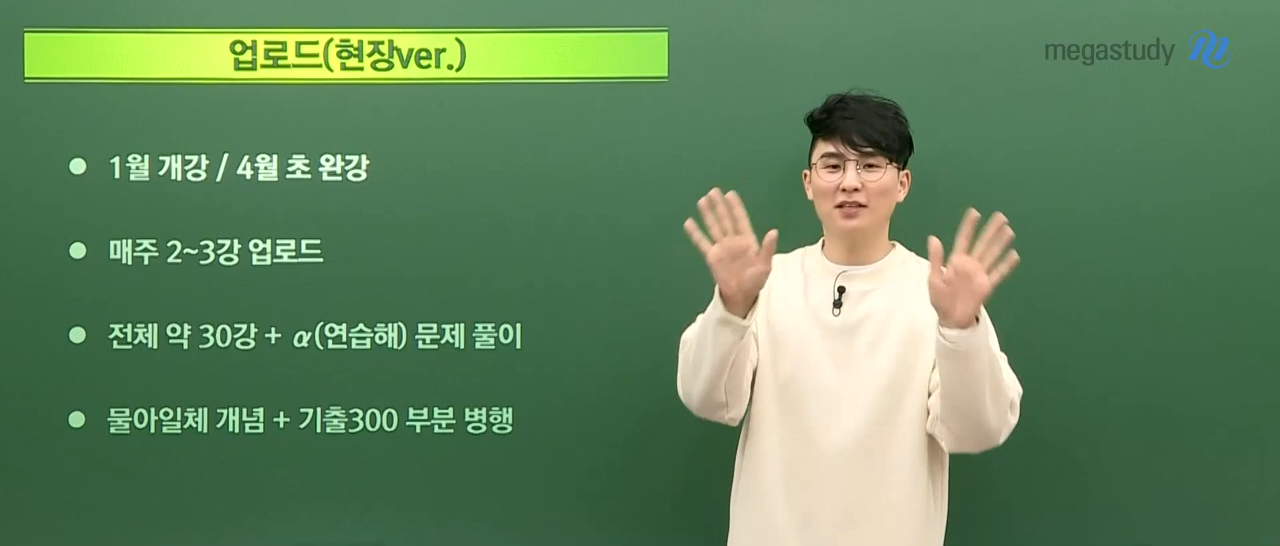 업로드(현장ver.)
megastudy
1월 개강 / 4월 초 완강
매주 2~3강 업로드
전체 약 30강 + α(연습해) 문제 풀이
물아일체 개념 + 기출300 부분 병행